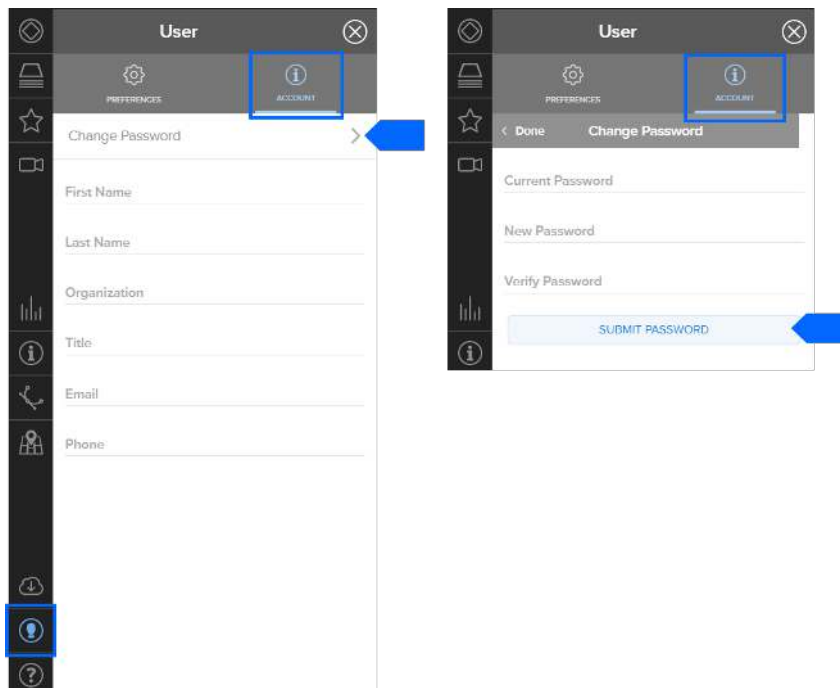 User
PREFERENCES
ACCOUNT
Change Password
First Name
Last Name
Organization
Title
Email
Phone
User
PREFERENCES
ACCOUNT
< Done Change Password
Current Password
New Password
Verify Password
SUBMIT PASSWORD